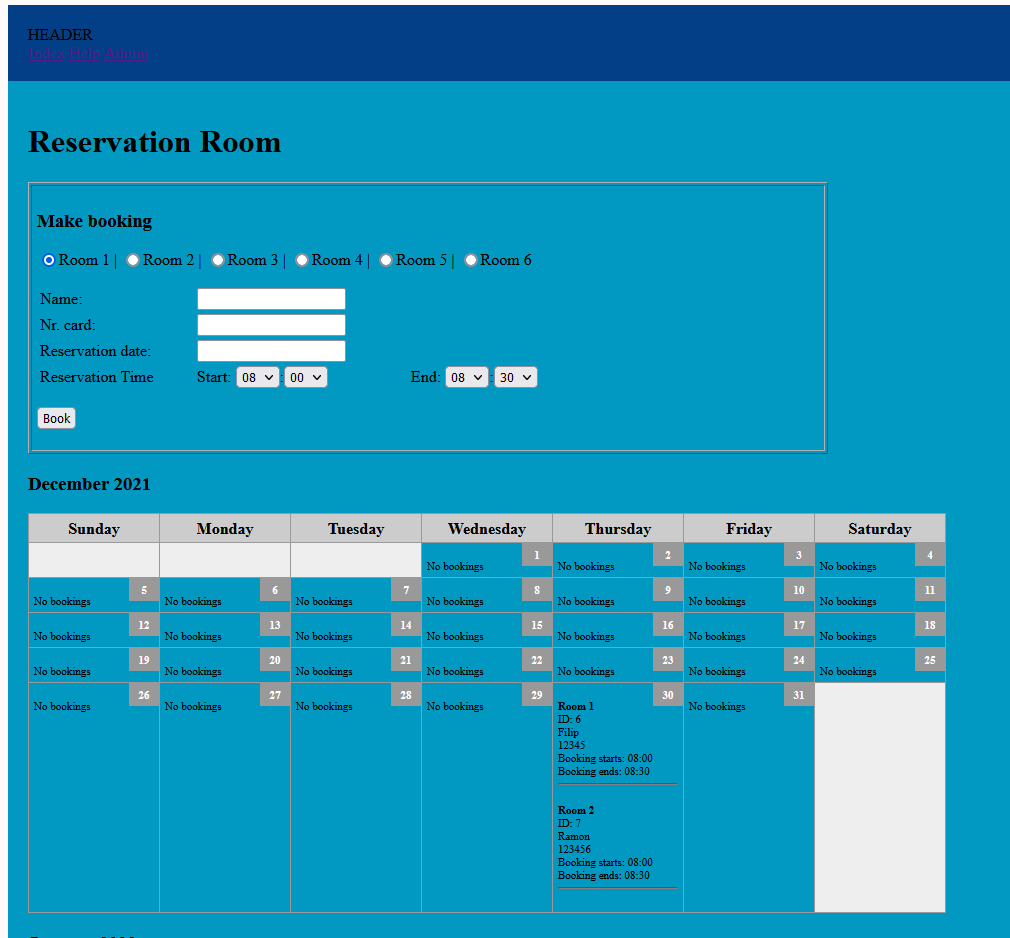 HEADER
Index Help Admin
Reservation Room
Make booking
Room 1 | Room 2 | Room 3 | Room 4 | Room 5 | Room 6
Name:
Nr. card:
Reservation date:
Reservation Time Start: 08 : 00 End: 08 : 30
Book
December 2021
Sunday Monday Tuesday Wednesday Thursday Friday Saturday
1 2 3 4
No bookings No bookings No bookings No bookings
5 6 7 8 9 10 11
No bookings No bookings No bookings No bookings No bookings No bookings No bookings
12 13 14 15 16 17 18
No bookings No bookings No bookings No bookings No bookings No bookings No bookings
19 20 21 22 23 24 25
No bookings No bookings No bookings No bookings No bookings No bookings No bookings
26 27 28 29 30 31
No bookings No bookings No bookings No bookings Room 1 No bookings
ID: 6
Filip
12345
Booking starts: 08:00
Booking ends: 08:30
Room 2
ID: 7
Ramon
123456
Booking starts: 08:00
Booking ends: 08:30